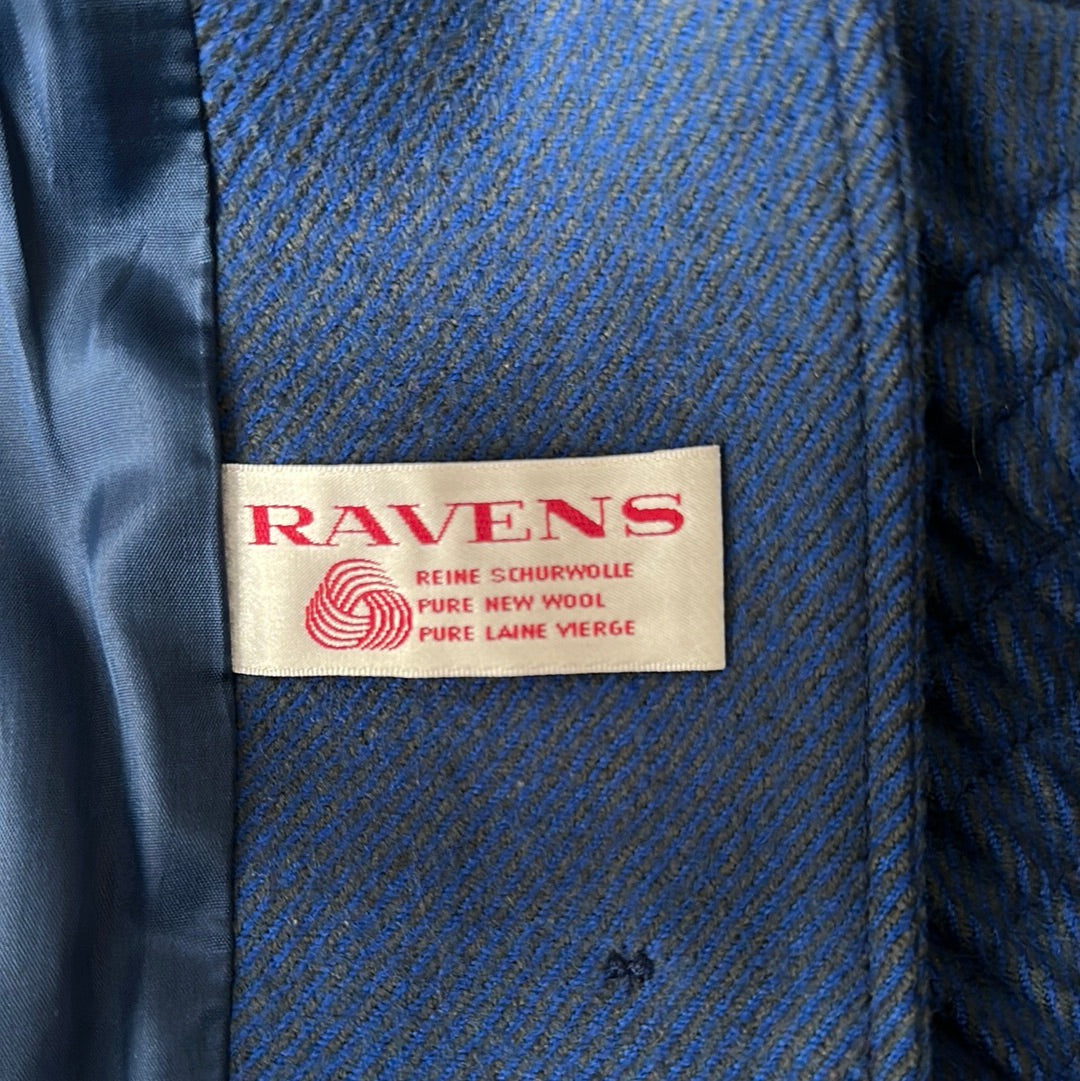 RAVENS
REINE SCHURWOLLE
PURE NEW WOOL
PURE LAINE VIERGE